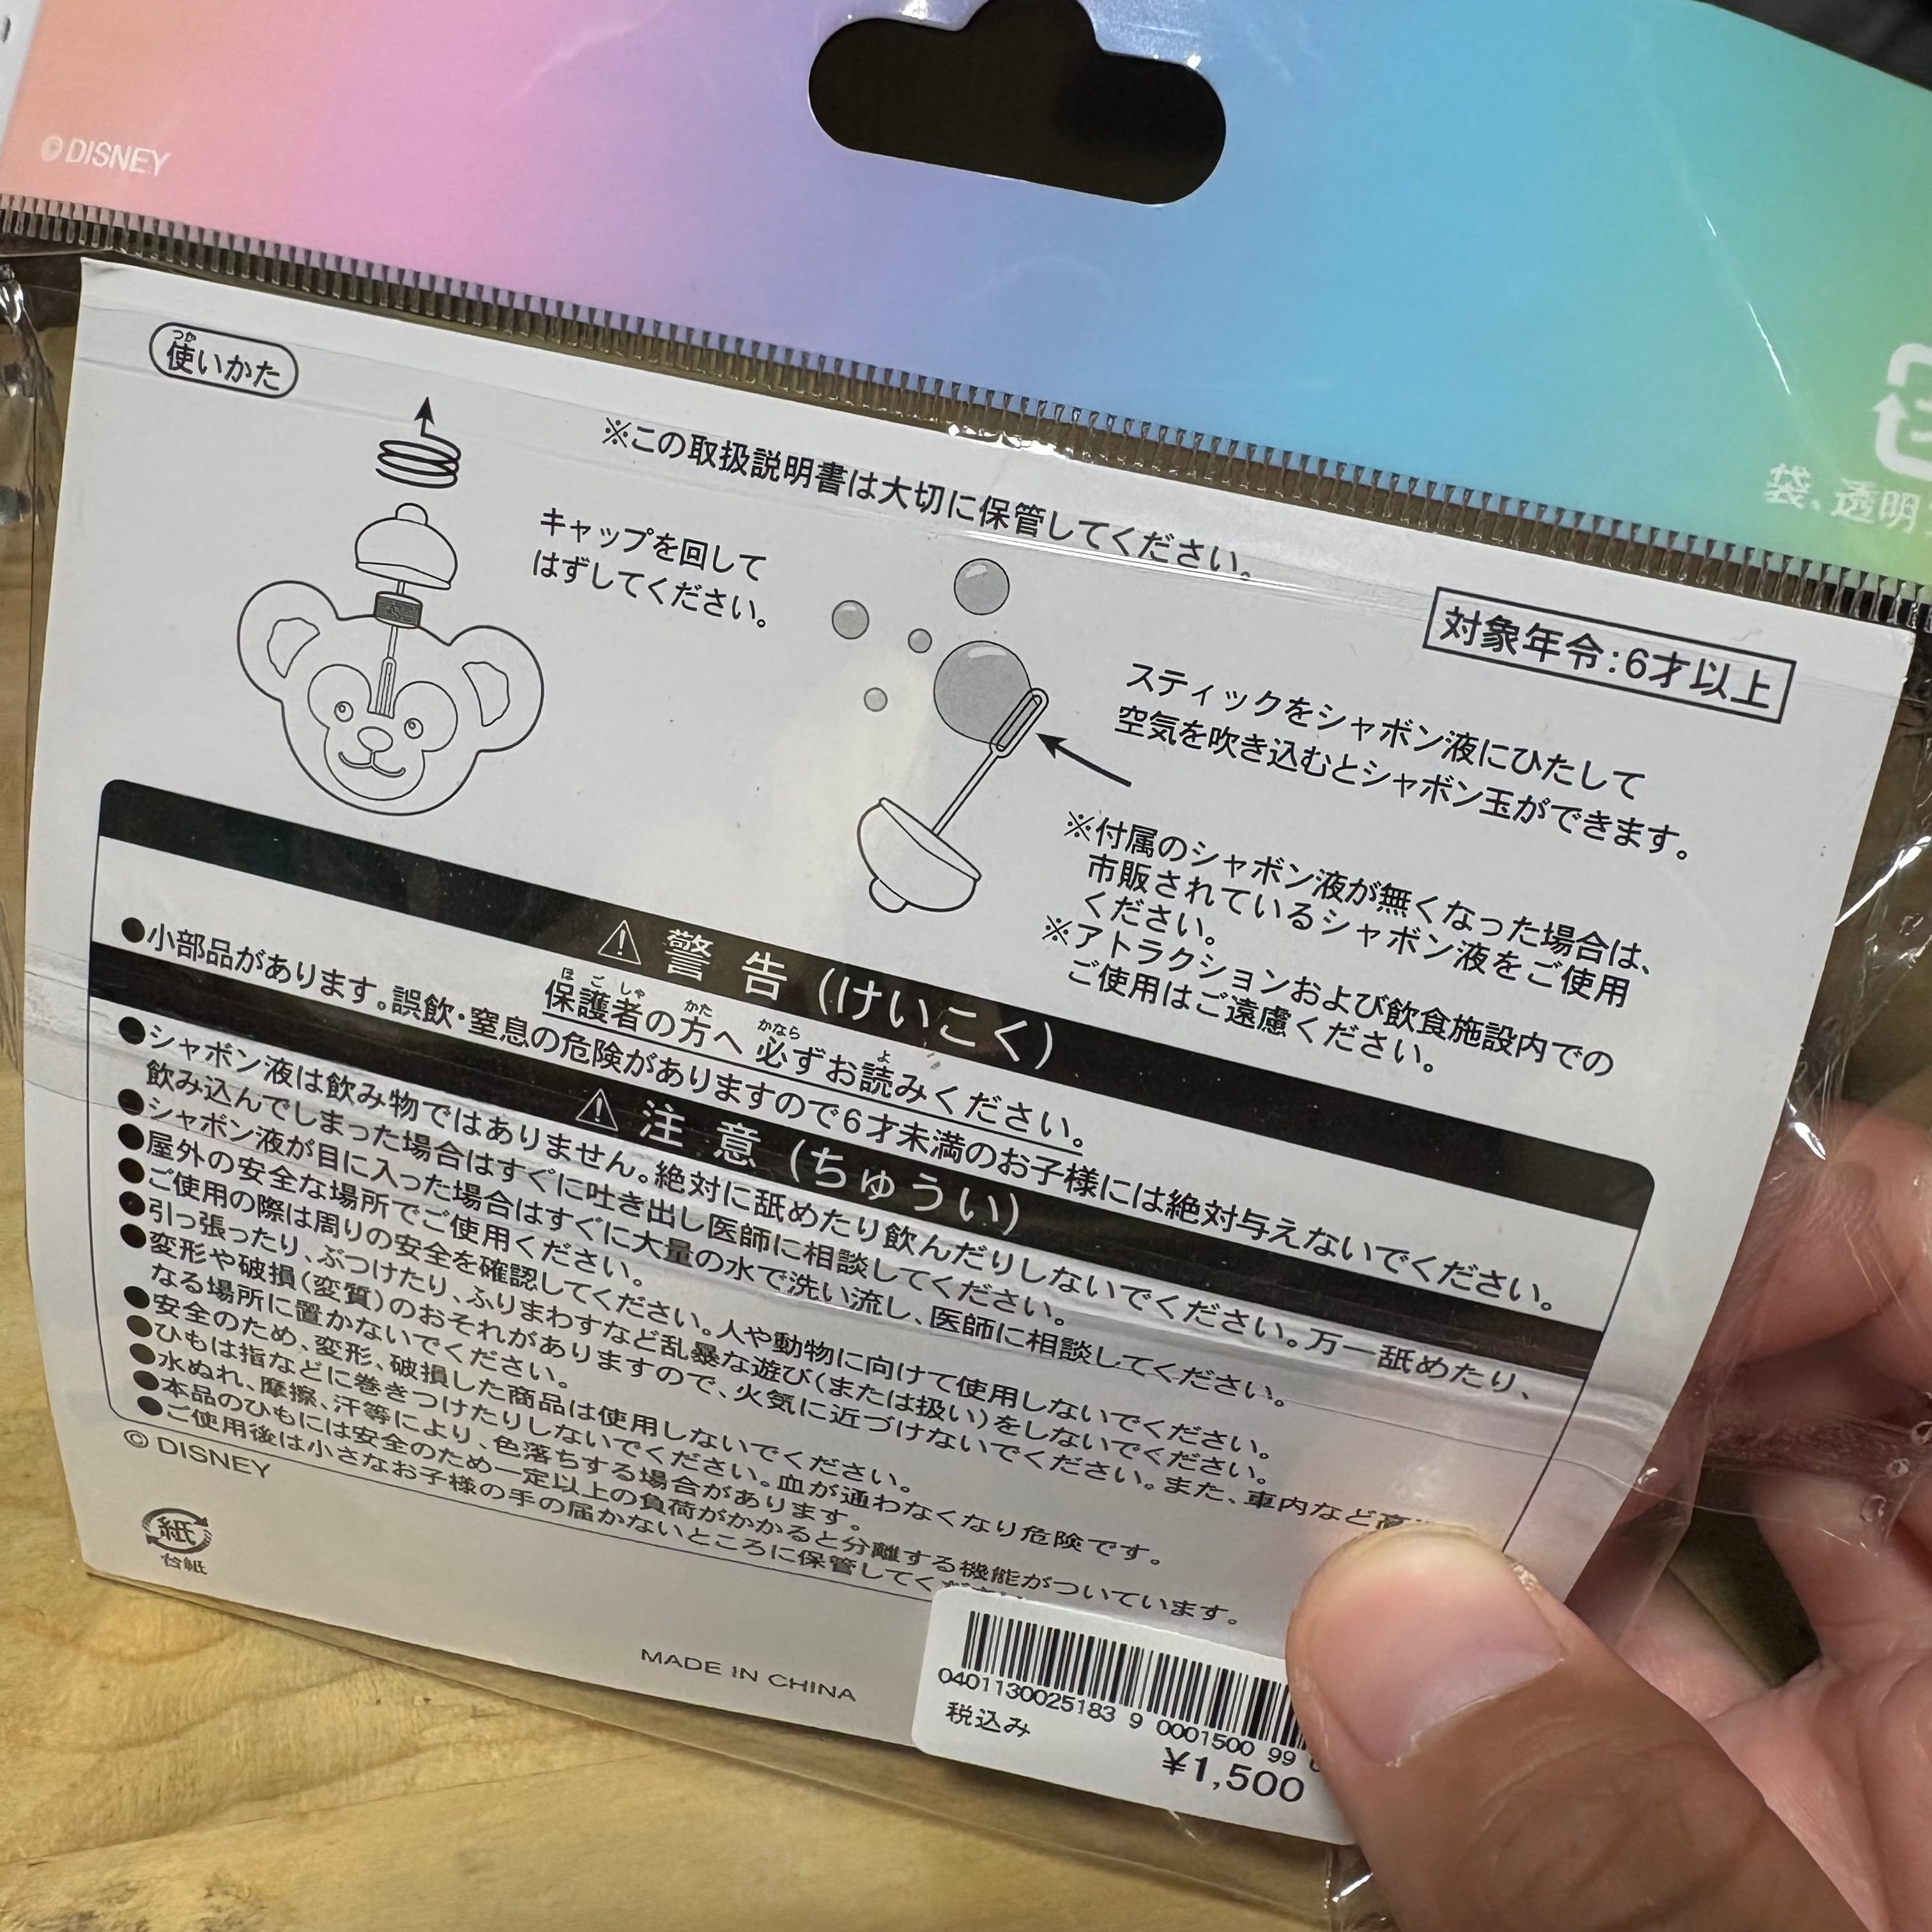 © DISNEY
袋、透明
つか
使いかた
※この取扱説明書は大切に保管してください。
キャップを回して
はずしてください。
対象年令:6才以上
スティックをシャボン液にひたして
空気を吹き込むとシャボン玉ができます。
※付属のシャボン液が無くなった場合は、
市販されているシャボン液をご使用
ください。
※アトラクションおよび飲食施設内での
ご使用はご遠慮ください。
⚠ 警 告 (けいこく)
ほ ご しゃ かた かなら よ
保護者の方へ 必ずお読みください。
●小部品があります。誤飲・窒息の危険がありますので6才未満のお子様には絶対与えないでください。
⚠ 注 意 (ちゅうい)
●シャボン液は飲み物ではありません。絶対に舐めたり飲んだりしないでください。万一舐めたり、
飲み込んでしまった場合はすぐに吐き出し医師に相談してください。
●シャボン液が目に入った場合はすぐに大量の水で洗い流し、医師に相談してください。
●屋外の安全な場所でご使用ください。
●ご使用の際は周りの安全を確認してください。人や動物に向けて使用しないでください。
●引っ張ったり、ぶつけたり、ふりまわすなど乱暴な遊び(または扱い)をしないでください。
●変形や破損(変質)のおそれがありますので、火気に近づけないでください。また、車内など高
なる場所に置かないでください。
●安全のため、変形、破損した商品は使用しないでください。
●ひもは指などに巻きつけたりしないでください。血が通わなくなり危険です。
●水ぬれ、摩擦、汗等により、色落ちする場合があります。
●本品のひもには安全のため一定以上の負荷がかかると分離する機能がついています。
●ご使用後は小さなお子様の手の届かないところに保管してくだ
© DISNEY
紙
台紙
MADE IN CHINA
0401130025183 9 0001500 99
税込み
¥1,500